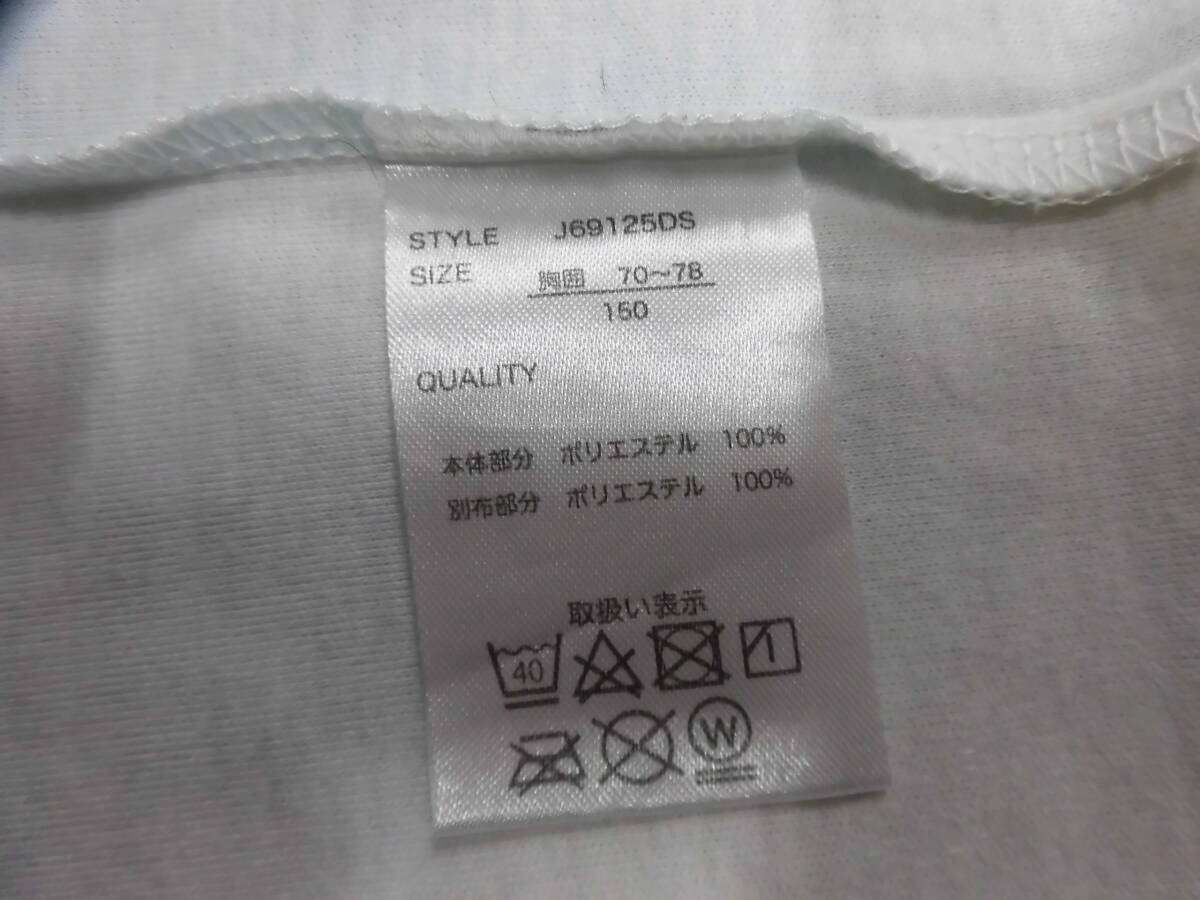 STYLE J69125DS
SIZE 胸囲 70〜78
150
QUALITY
本体部分 ポリエステル 100%
別布部分 ポリエステル 100%
取扱い表示
40
W